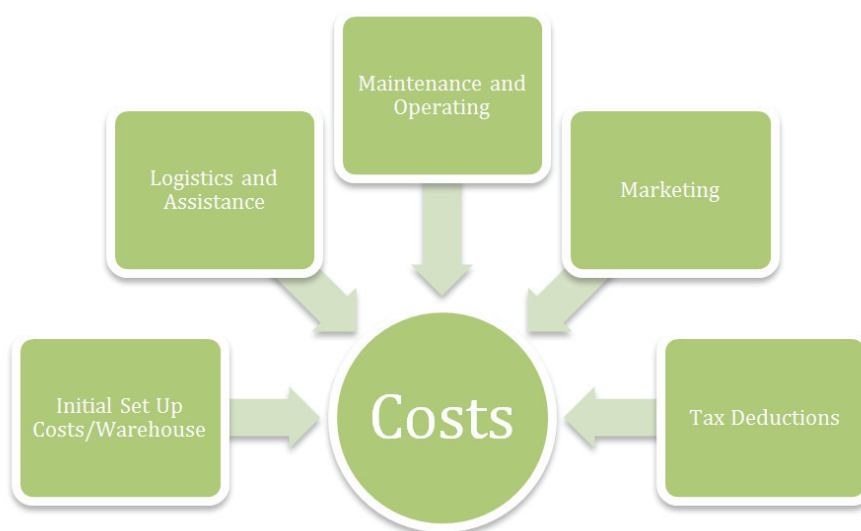 Maintenance and
Operating
Logistics and
Assistance
Marketing
Initial Set Up
Costs/Warehouse
Costs
Tax Deductions